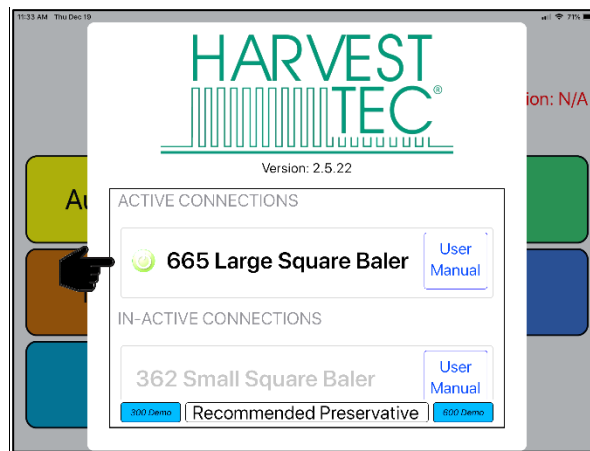 11:33 AM Thu Dec 19
71%
HARVEST
TEC®
ion: N/A
Version: 2.5.22
Au
ACTIVE CONNECTIONS
665 Large Square Baler
User
Manual
IN-ACTIVE CONNECTIONS
362 Small Square Baler
User
Manual
300 Demo
Recommended Preservative
600 Demo